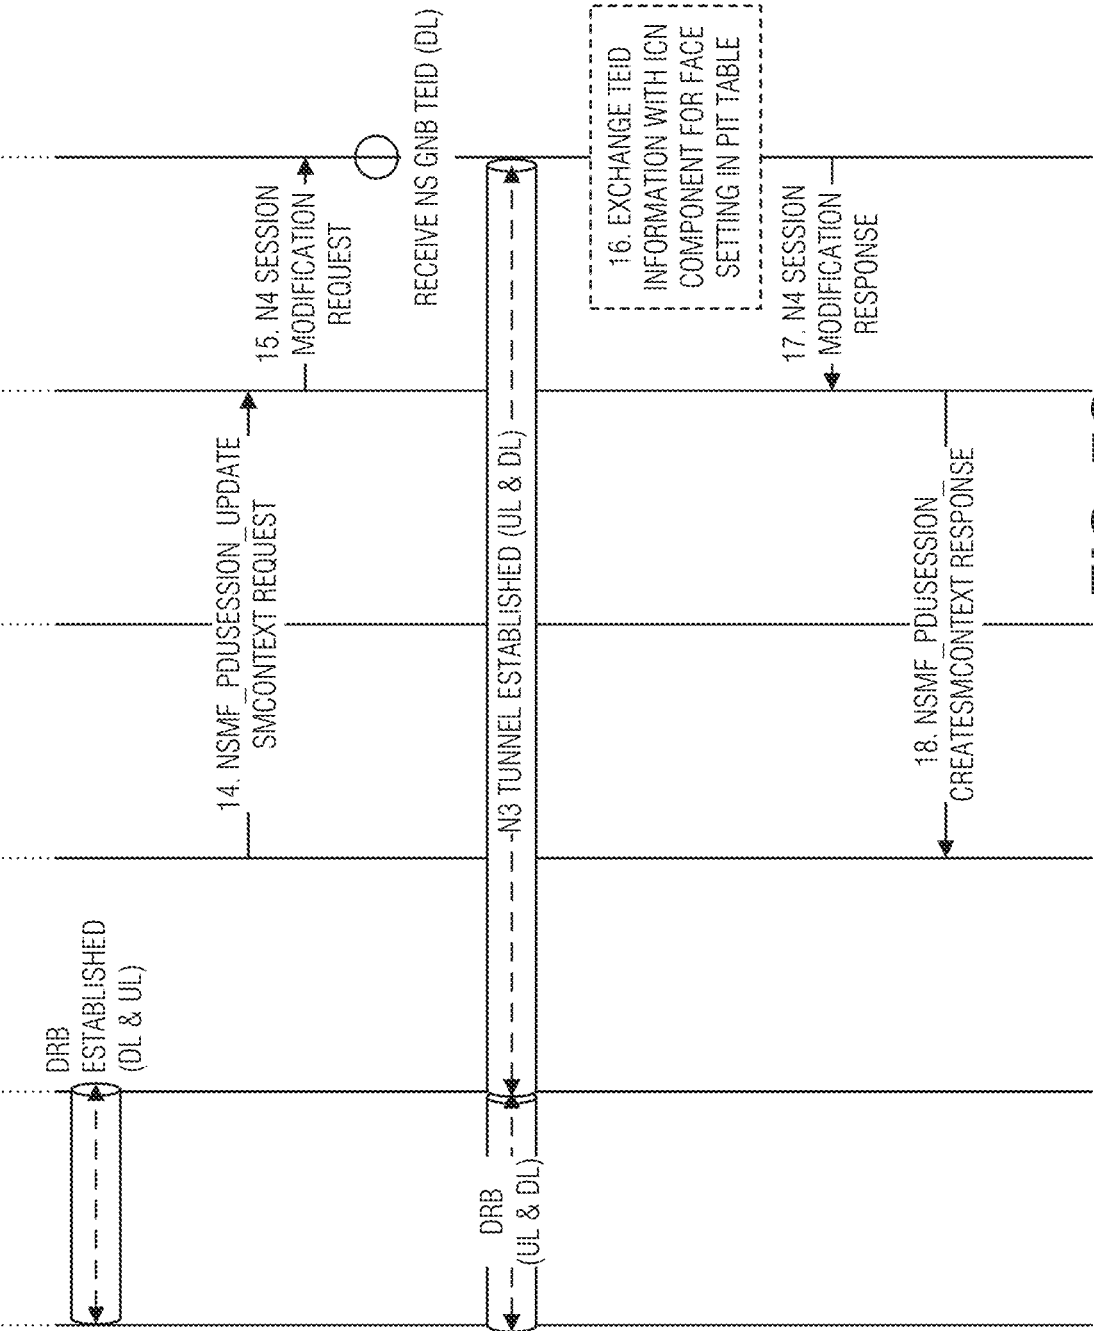 DRB
ESTABLISHED
(DL & UL)
14. NSMF_PDUSESSION_UPDATE
SMCONTEXT REQUEST
15. N4 SESSION
MODIFICATION
REQUEST
RECEIVE NS GNB TEID (DL)
DRB
(UL & DL)
N3 TUNNEL ESTABLISHED (UL & DL)
16. EXCHANGE TEID
INFORMATION WITH ICN
COMPONENT FOR FACE
SETTING IN PIT TABLE
17. N4 SESSION
MODIFICATION
RESPONSE
18. NSMF_PDUSESSION_
CREATESMCONTEXT RESPONSE